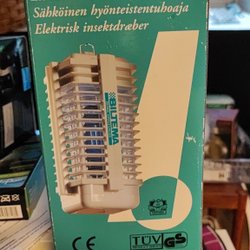 Sähköinen hyönteistentuhoaja
Elektrisk insektdræber
BILTEMA
CE
TÜV
GS